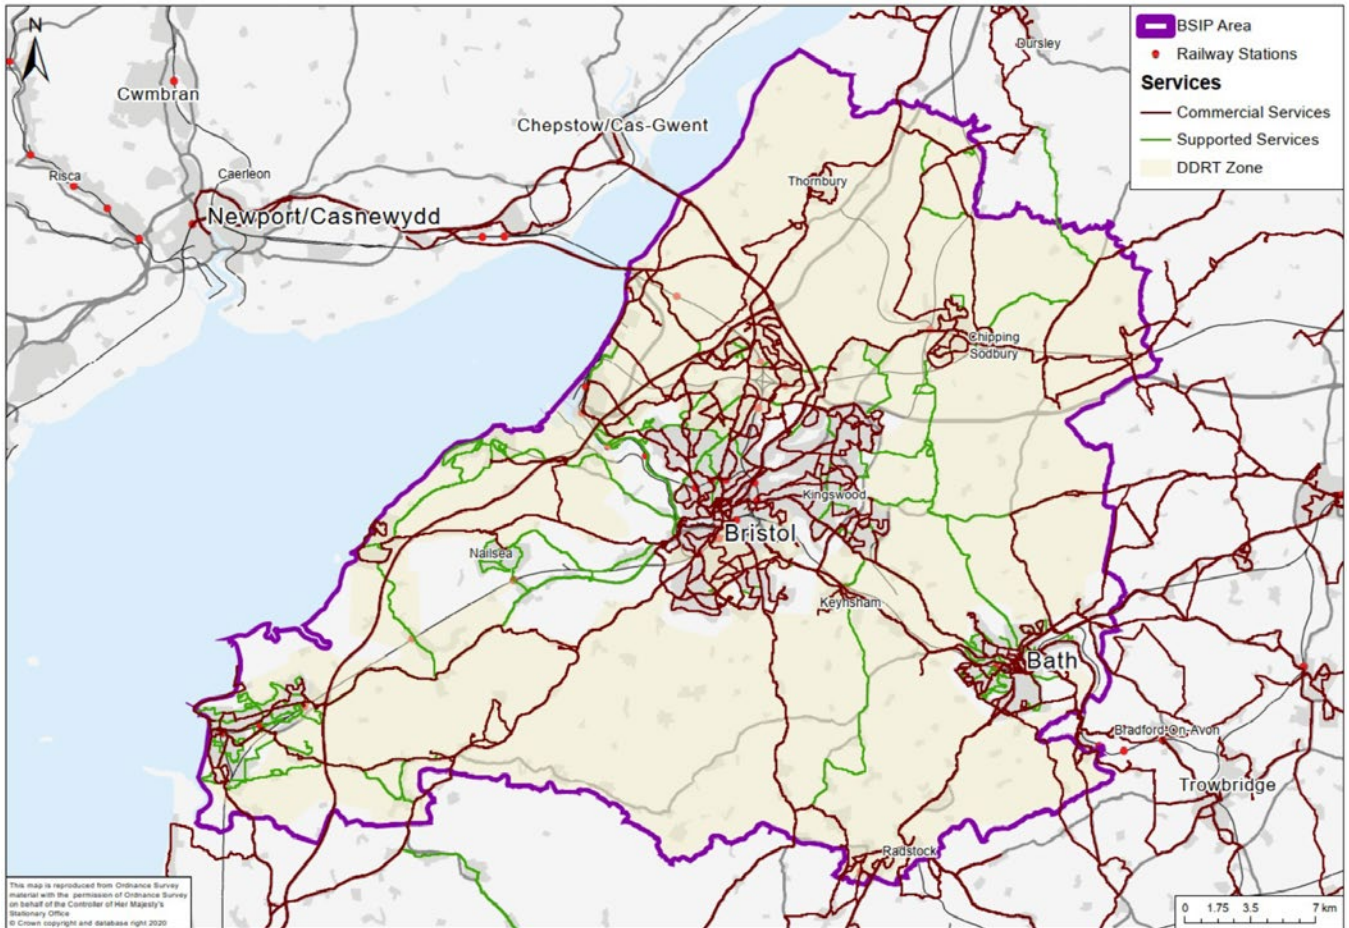 N
Dursley
BSIP Area
Railway Stations
Services
Commercial Services
Supported Services
DDRT Zone
Cwmbran
Chepstow/Cas-Gwent
Risca
Caerleon
Thornbury
Newport/Casnewydd
Chipping
Sodbury
Kingswood
Bristol
Nailsea
Keynsham
Bath
Bradford-On-Avon
Trowbridge
Radstock
This map is reproduced from Ordnance Survey
material with the permission of Ordnance Survey
on behalf of the Controller of Her Majesty's
Stationary Office
© Crown copyright and database right 2020
0 1.75 3.5 7 km